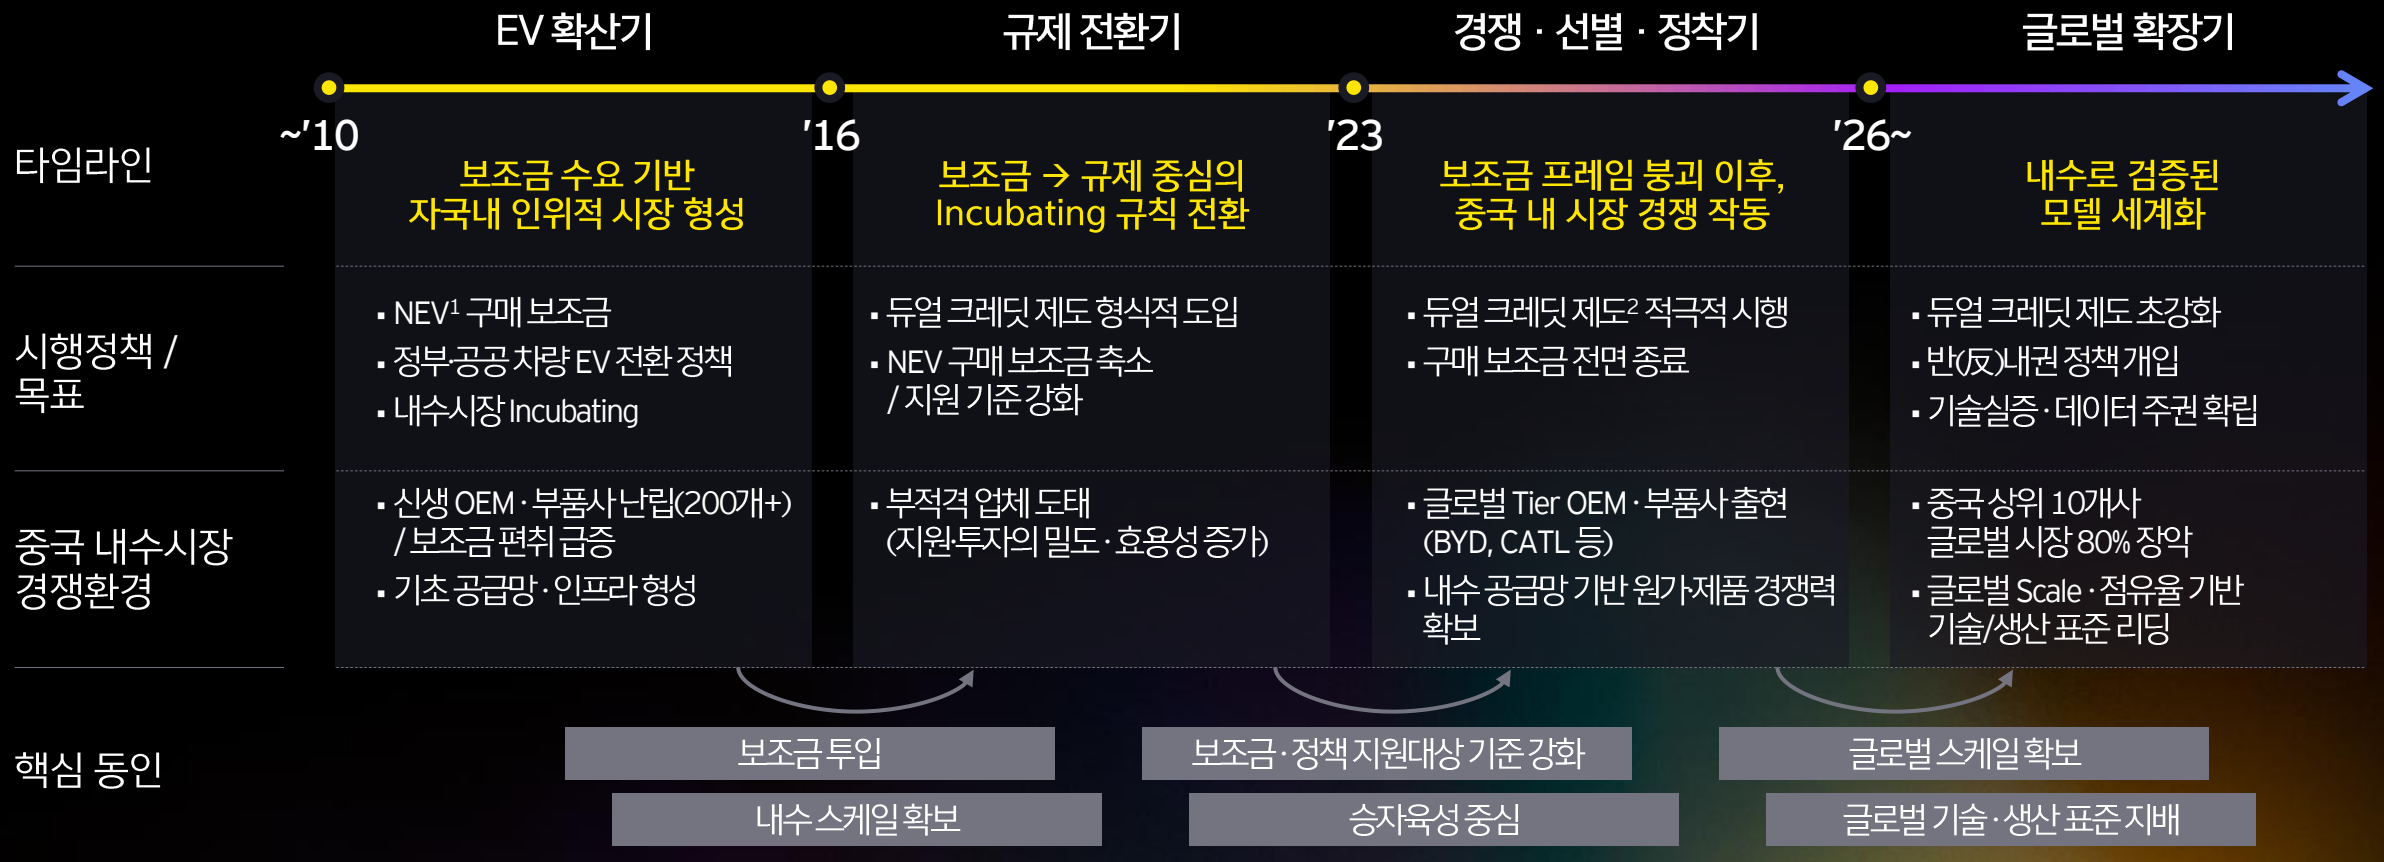 EV 확산기
규제 전환기
경쟁 · 선별 · 정착기
글로벌 확장기
타임라인
~'10
'16
'23
'26~
보조금 수요 기반
자국내 인위적 시장 형성
보조금 → 규제 중심의
Incubating 규칙 전환
보조금 프레임 붕괴 이후,
중국 내 시장 경쟁 작동
내수로 검증된
모델 세계화
시행정책 /
목표
▪ NEV¹ 구매 보조금
▪ 정부·공공 차량 EV 전환 정책
▪ 내수시장 Incubating
▪ 듀얼 크레딧 제도 형식적 도입
▪ NEV 구매 보조금 축소
/ 지원 기준 강화
▪ 듀얼 크레딧 제도² 적극적 시행
▪ 구매 보조금 전면 종료
▪ 듀얼 크레딧 제도 초강화
▪ 반(反)내권 정책 개입
▪ 기술실증 · 데이터 주권 확립
중국 내수시장
경쟁환경
▪ 신생 OEM · 부품사 난립(200개+)
/ 보조금 편취 급증
▪ 기초 공급망 · 인프라 형성
▪ 부적격 업체 도태
(지원·투자의 밀도 · 효용성 증가)
▪ 글로벌 Tier OEM · 부품사 출현
(BYD, CATL 등)
▪ 내수 공급망 기반 원가·제품 경쟁력
확보
▪ 중국 상위 10개사
글로벌 시장 80% 장악
▪ 글로벌 Scale · 점유율 기반
기술/생산 표준 리딩
핵심 동인
보조금 투입
내수 스케일 확보
보조금 · 정책 지원대상 기준 강화
승자육성 중심
글로벌 스케일 확보
글로벌 기술 · 생산 표준 지배